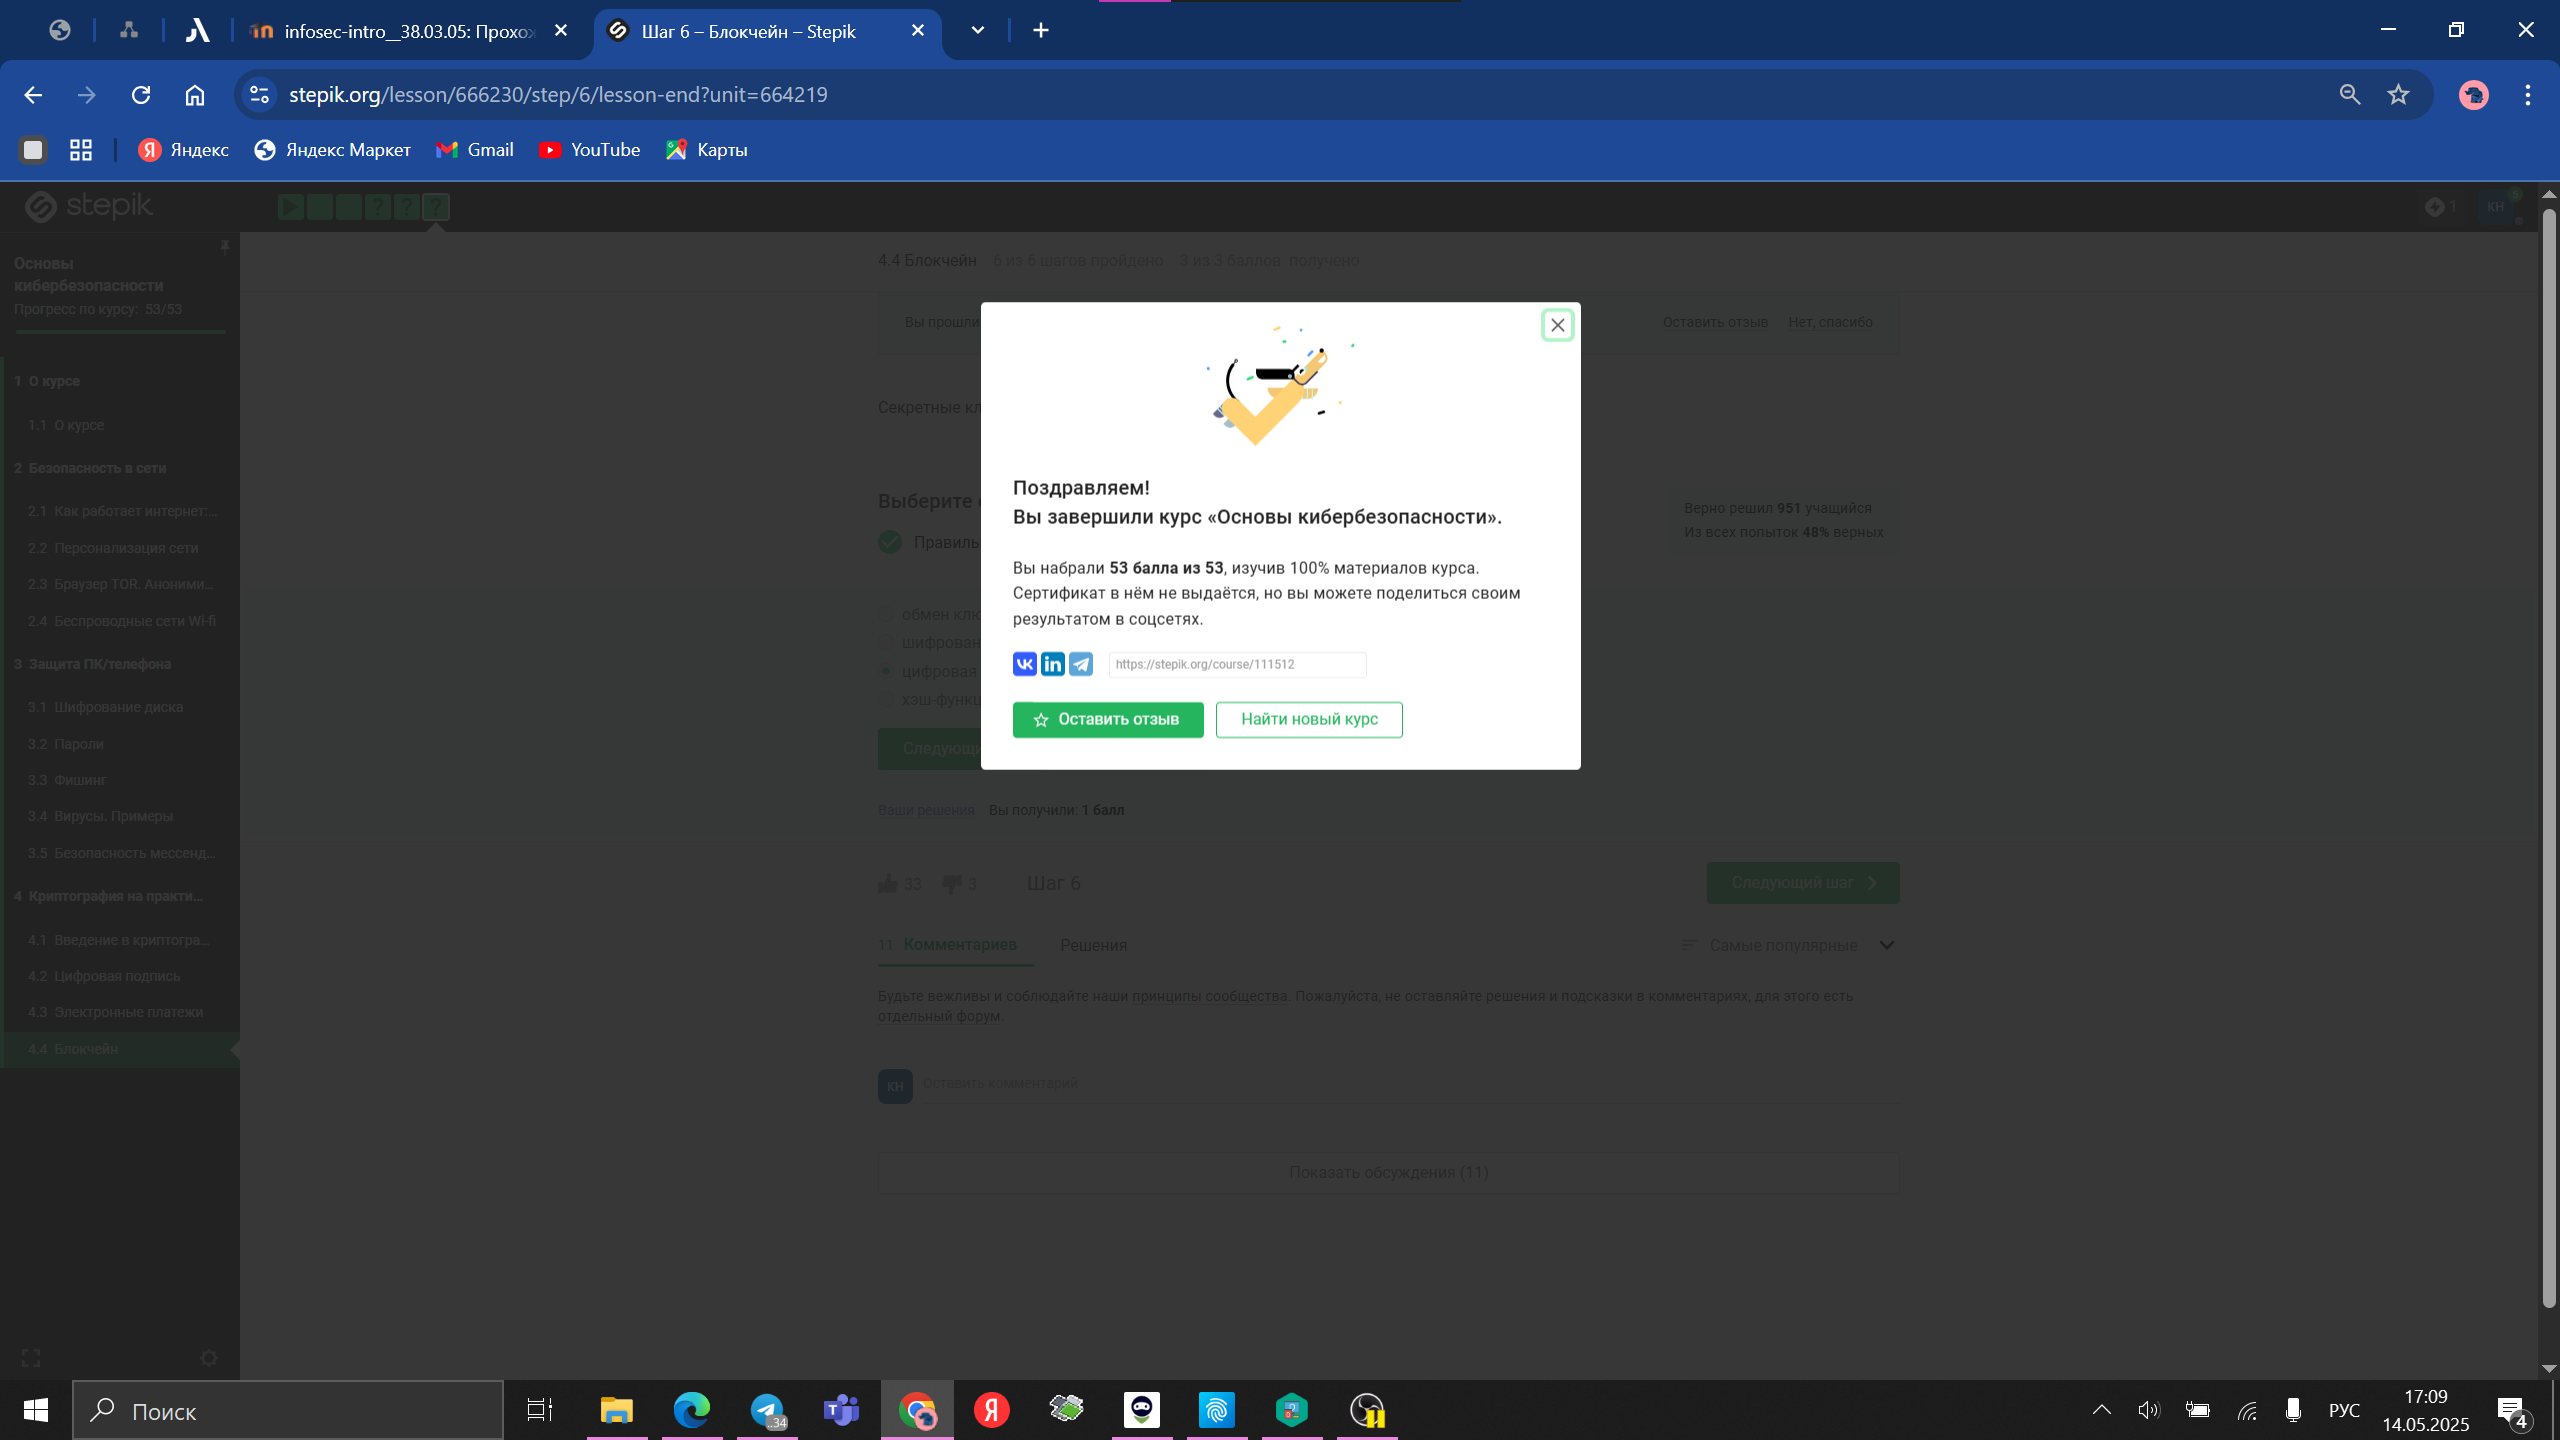 infosec-intro__38.03.05: Прохо
Шаг 6 – Блокчейн – Stepik
stepik.org/lesson/666230/step/6/lesson-end?unit=664219
Яндекс
Яндекс Маркет
Gmail
YouTube
Карты
stepik
1
КН
Основы
кибербезопасности
Прогресс по курсу: 53/53
1 О курсе
1.1 О курсе
2 Безопасность в сети
2.1 Как работает интернет:...
2.2 Персонализация сети
2.3 Браузер TOR. Аноними...
2.4 Беспроводные сети Wi-fi
3 Защита ПК/телефона
3.1 Шифрование диска
3.2 Пароли
3.3 Фишинг
3.4 Вирусы. Примеры
3.5 Безопасность мессенд...
4 Криптография на практи...
4.1 Введение в криптогра...
4.2 Цифровая подпись
4.3 Электронные платежи
4.4 Блокчейн
4.4 Блокчейн 6 из 6 шагов пройдено 3 из 3 баллов получено
Вы прошли
Оставить отзыв Нет, спасибо
Секретные кл
Выберите
Правиль
Верно решил 951 учащийся
Из всех попыток 48% верных
обмен клю
шифрован
цифровая
хэш-функц
Следующи
Поздравляем!
Вы завершили курс «Основы кибербезопасности».
Вы набрали 53 балла из 53, изучив 100% материалов курса.
Сертификат в нём не выдаётся, но вы можете поделиться своим
результатом в соцсетях.
https://stepik.org/course/111512
Оставить отзыв
Найти новый курс
Ваши решения Вы получили: 1 балл
33
3
Шаг 6
Следующий шаг
11 Комментариев
Решения
Самые популярные
Будьте вежливы и соблюдайте наши принципы сообщества. Пожалуйста, не оставляйте решения и подсказки в комментариях, для этого есть
отдельный форум.
КН
Оставить комментарий
Показать обсуждения (11)
Поиск
..34
РУС
17:09
14.05.2025
4